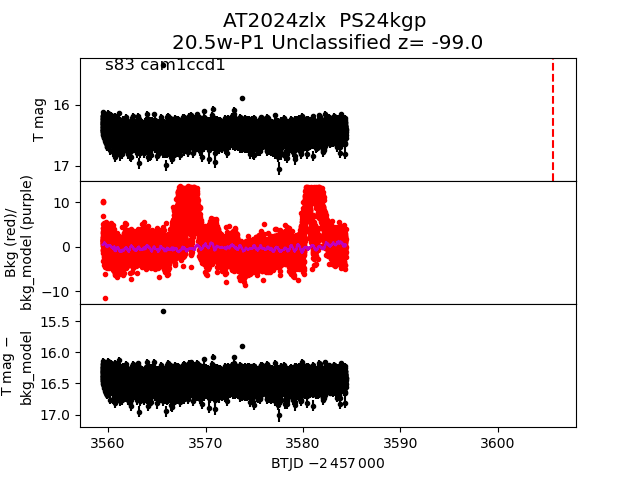 AT2024zlx  PS24kgp
20.5w-P1 Unclassified z= -99.0
s83 cam1ccd1
T mag
16
17
Bkg (red)/
bkg_model (purple)
10
0
−10
T mag −
bkg_model
15.5
16.0
16.5
17.0
3560 3570 3580 3590 3600
BTJD −2 457 000